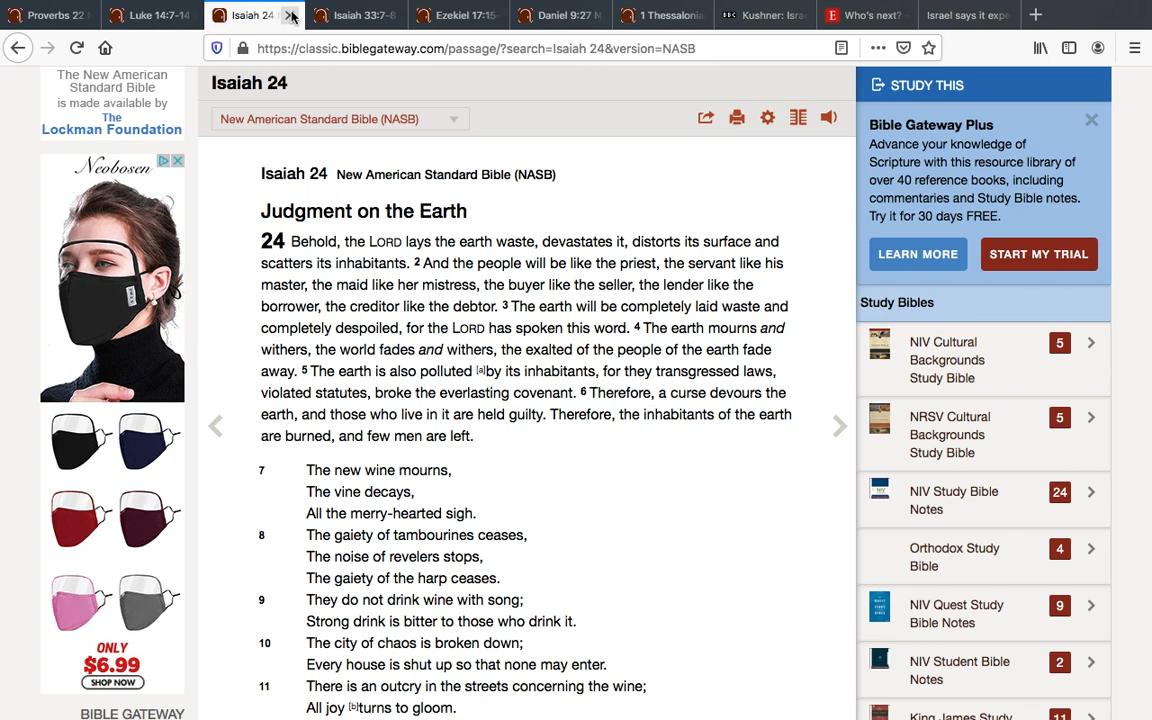 Proverbs 22
Luke 14:7-14
Isaiah 24
Isaiah 33:7-8
Ezekiel 17:15-
Daniel 9:27 N
1 Thessalonia
BBC Kushner: Isra
Who's next?
Israel says it expe
https://classic.biblegateway.com/passage/?search=Isaiah 24&version=NASB
The New American
Standard Bible
is made available by
The
Lockman Foundation
Neobosen
ONLY
$6.99
SHOP NOW
BIBLE GATEWAY
Isaiah 24
New American Standard Bible (NASB)
Isaiah 24 New American Standard Bible (NASB)
Judgment on the Earth
24 Behold, the LORD lays the earth waste, devastates it, distorts its surface and
scatters its inhabitants. 2 And the people will be like the priest, the servant like his
master, the maid like her mistress, the buyer like the seller, the lender like the
borrower, the creditor like the debtor. 3 The earth will be completely laid waste and
completely despoiled, for the LORD has spoken this word. 4 The earth mourns and
withers, the world fades and withers, the exalted of the people of the earth fade
away. 5 The earth is also polluted [a]by its inhabitants, for they transgressed laws,
violated statutes, broke the everlasting covenant. 6 Therefore, a curse devours the
earth, and those who live in it are held guilty. Therefore, the inhabitants of the earth
are burned, and few men are left.
7 The new wine mourns,
The vine decays,
All the merry-hearted sigh.
8 The gaiety of tambourines ceases,
The noise of revelers stops,
The gaiety of the harp ceases.
9 They do not drink wine with song;
Strong drink is bitter to those who drink it.
10 The city of chaos is broken down;
Every house is shut up so that none may enter.
11 There is an outcry in the streets concerning the wine;
All joy [b]turns to gloom.
STUDY THIS
Bible Gateway Plus
Advance your knowledge of
Scripture with this resource library of
over 40 reference books, including
commentaries and Study Bible notes.
Try it for 30 days FREE.
LEARN MORE
START MY TRIAL
Study Bibles
NIV Cultural
Backgrounds
Study Bible
5
NRSV Cultural
Backgrounds
Study Bible
5
NIV Study Bible
Notes
24
Orthodox Study
Bible
4
NIV Quest Study
Bible Notes
9
NIV Student Bible
Notes
2
King James Study
11